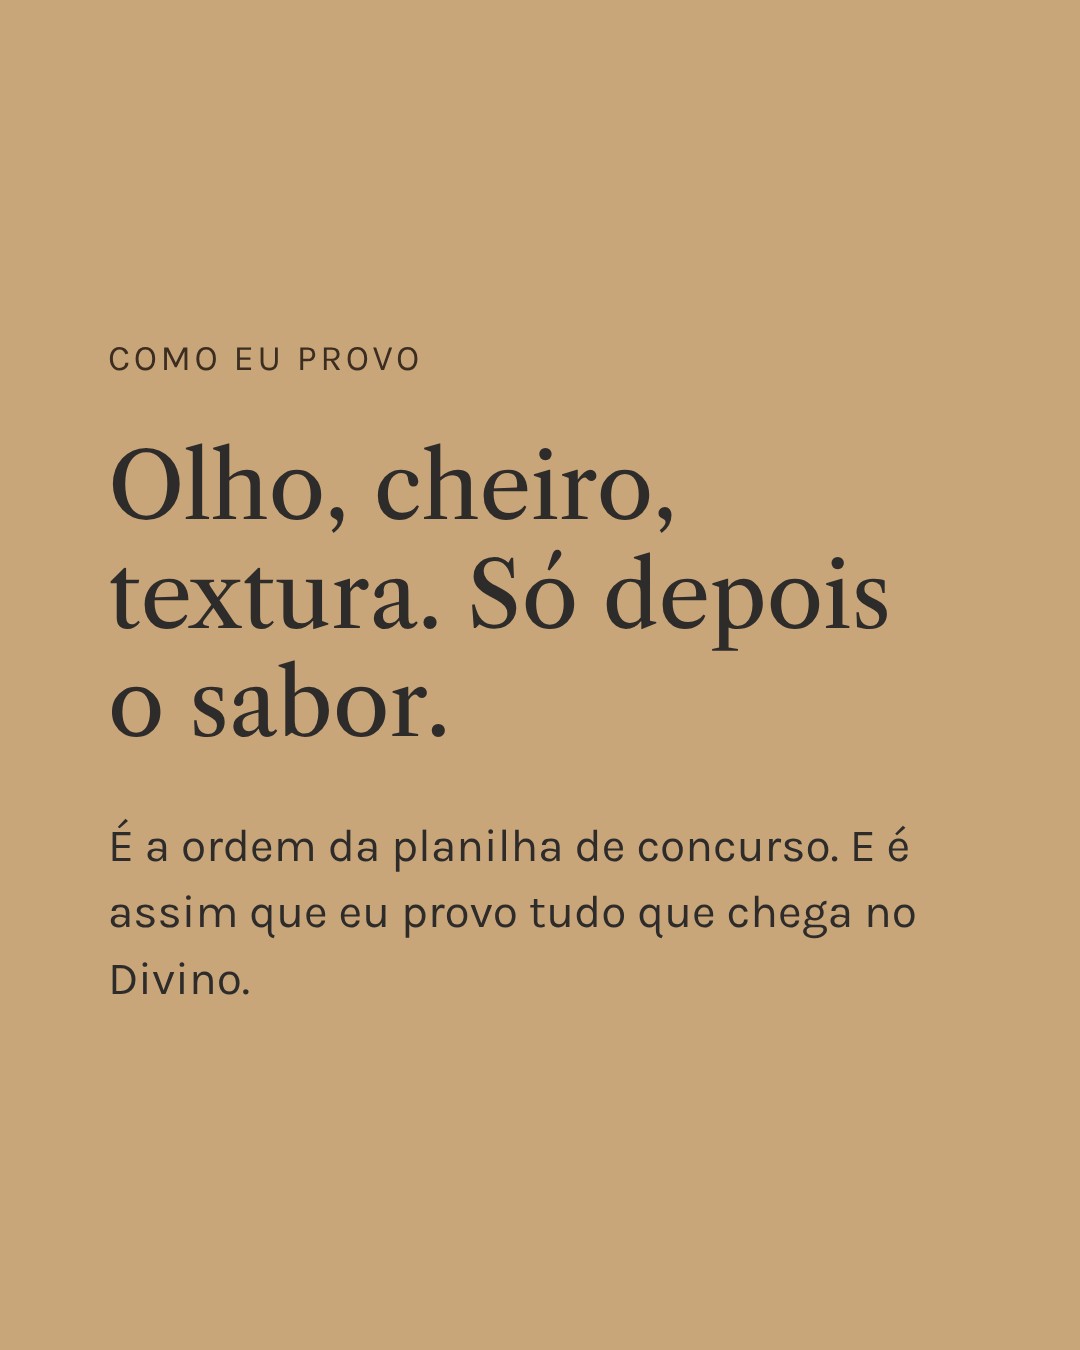 COMO EU PROVO
Olho, cheiro,
textura. Só depois
o sabor.
É a ordem da planilha de concurso. E é
assim que eu provo tudo que chega no
Divino.